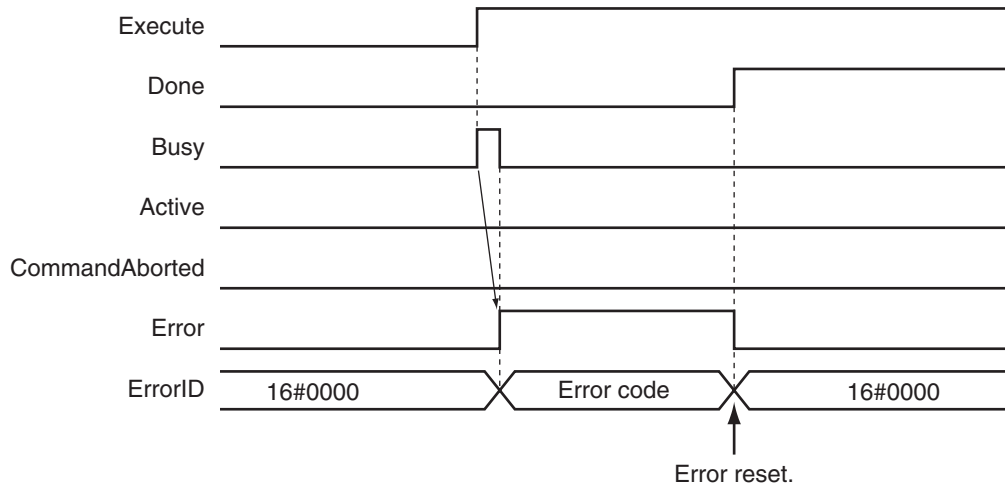 Execute
Done
Busy
Active
CommandAborted
Error
ErrorID 16#0000 Error code 16#0000
Error reset.